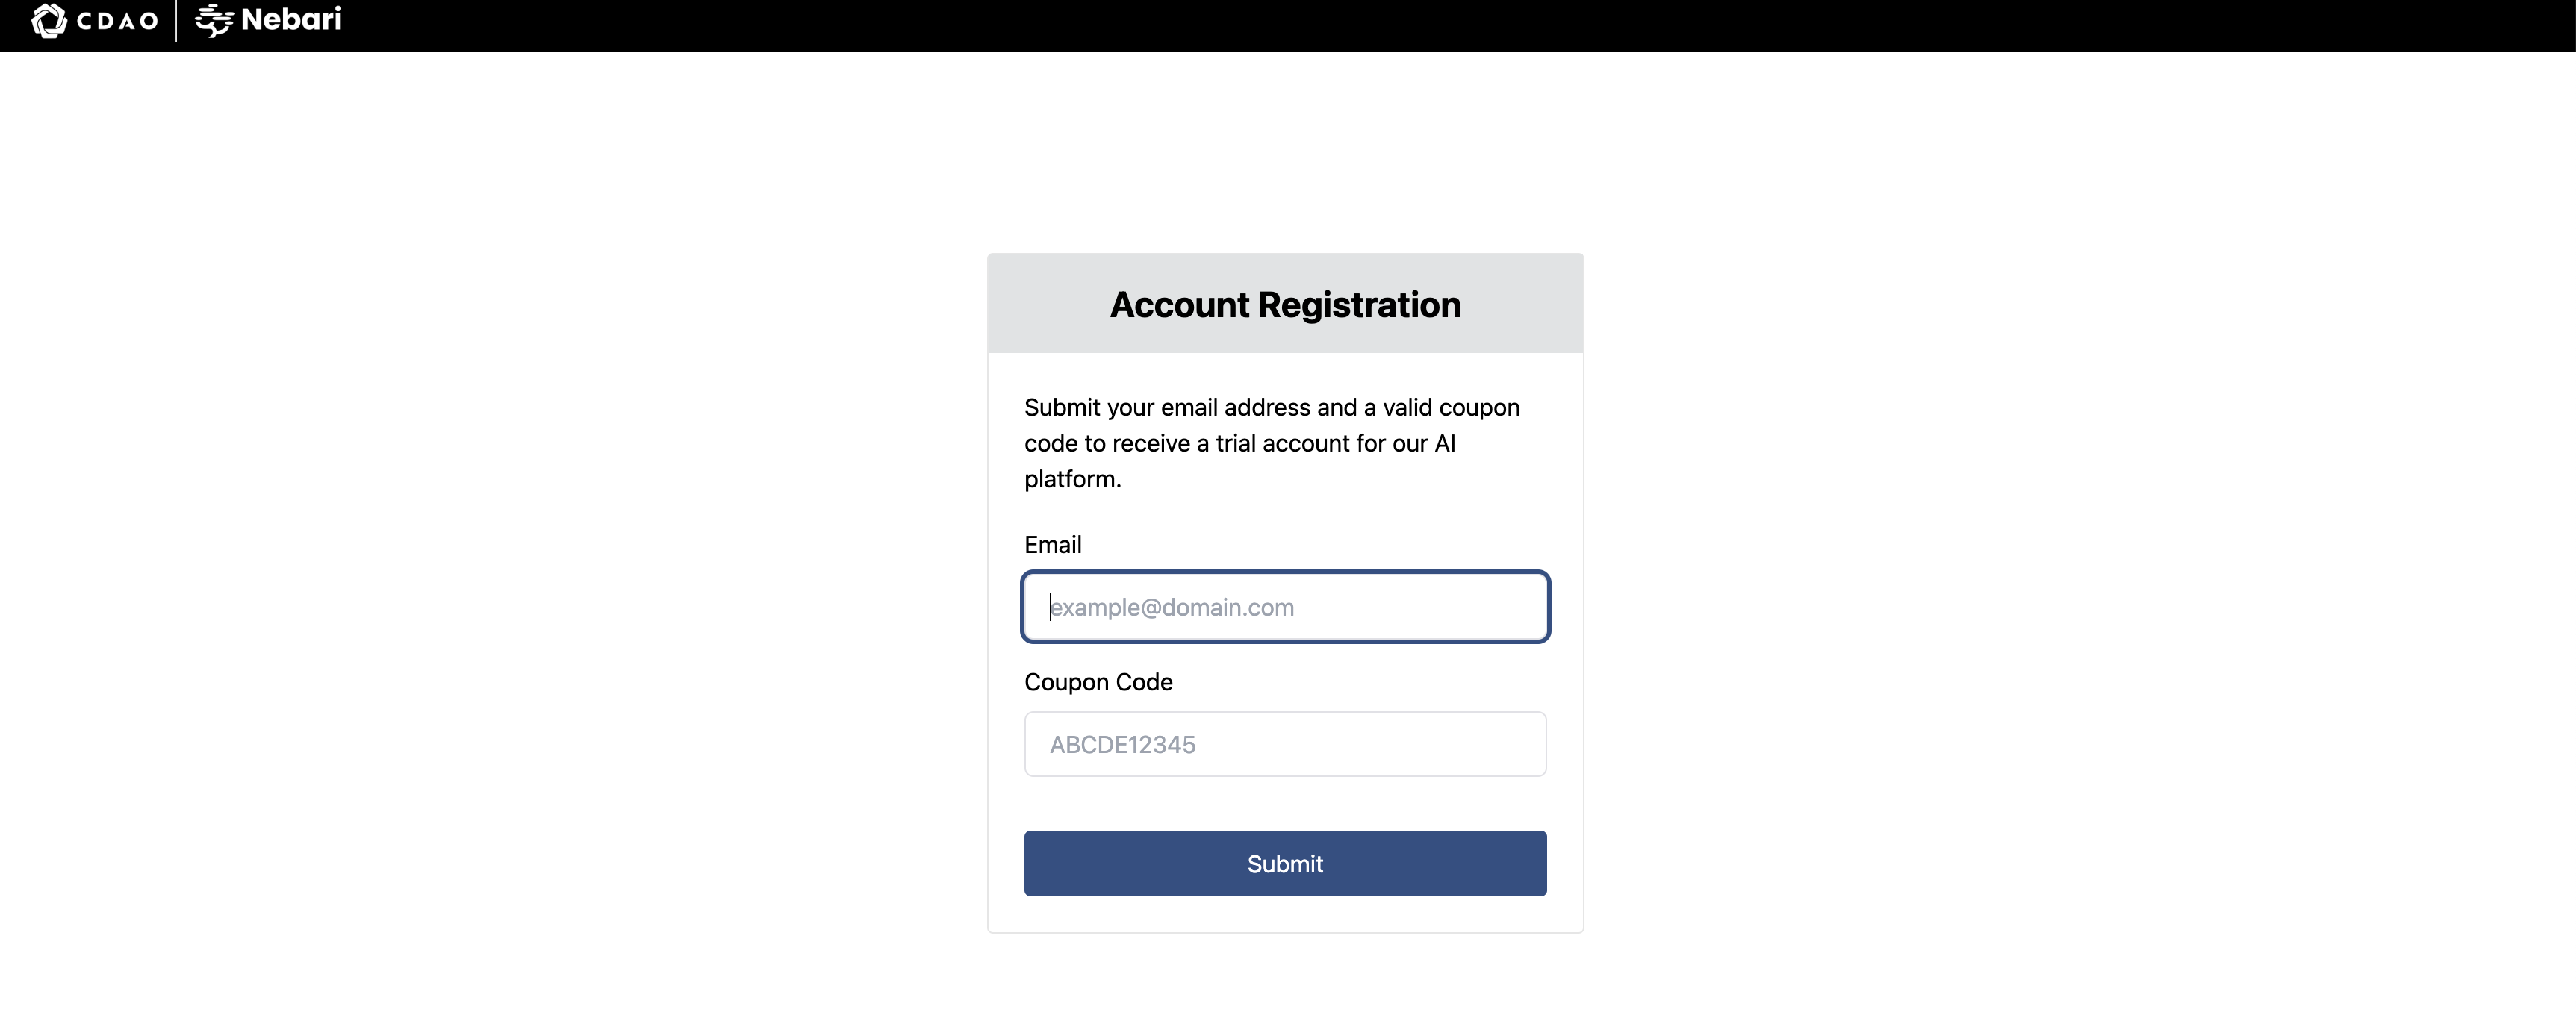 CDAO
Nebari
Account Registration
Submit your email address and a valid coupon
code to receive a trial account for our AI
platform.
Email
example@domain.com
Coupon Code
ABCDE12345
Submit